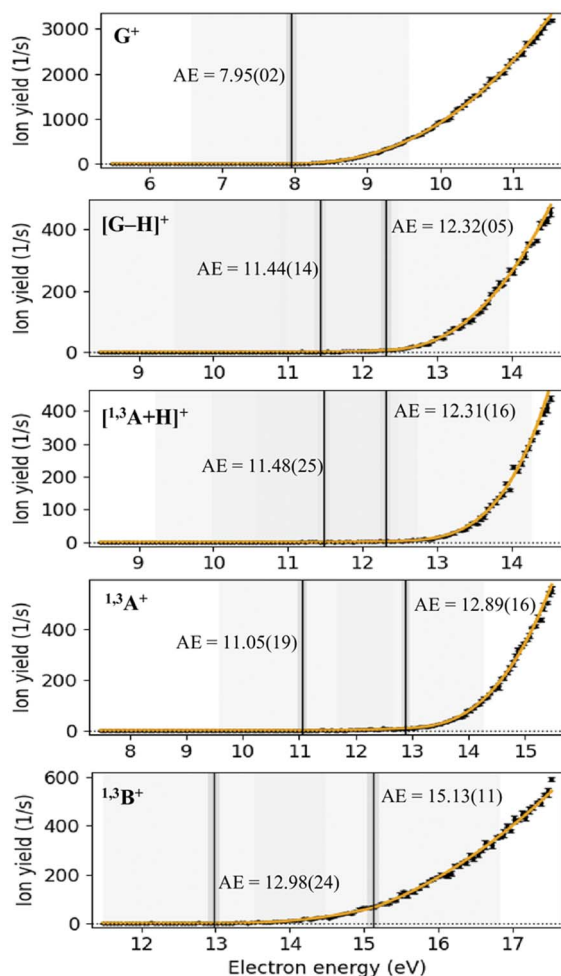 G⁺
AE = 7.95(02)
Ion yield (1/s)
3000
2000
1000
0
6 7 8 9 10 11
[G–H]⁺
AE = 12.32(05)
AE = 11.44(14)
Ion yield (1/s)
400
200
0
9 10 11 12 13 14
[¹,³A+H]⁺
AE = 12.31(16)
AE = 11.48(25)
Ion yield (1/s)
400
300
200
100
0
9 10 11 12 13 14
¹,³A⁺
AE = 12.89(16)
AE = 11.05(19)
Ion yield (1/s)
400
200
0
8 9 10 11 12 13 14 15
¹,³B⁺
AE = 15.13(11)
AE = 12.98(24)
Ion yield (1/s)
600
400
200
0
12 13 14 15 16 17
Electron energy (eV)